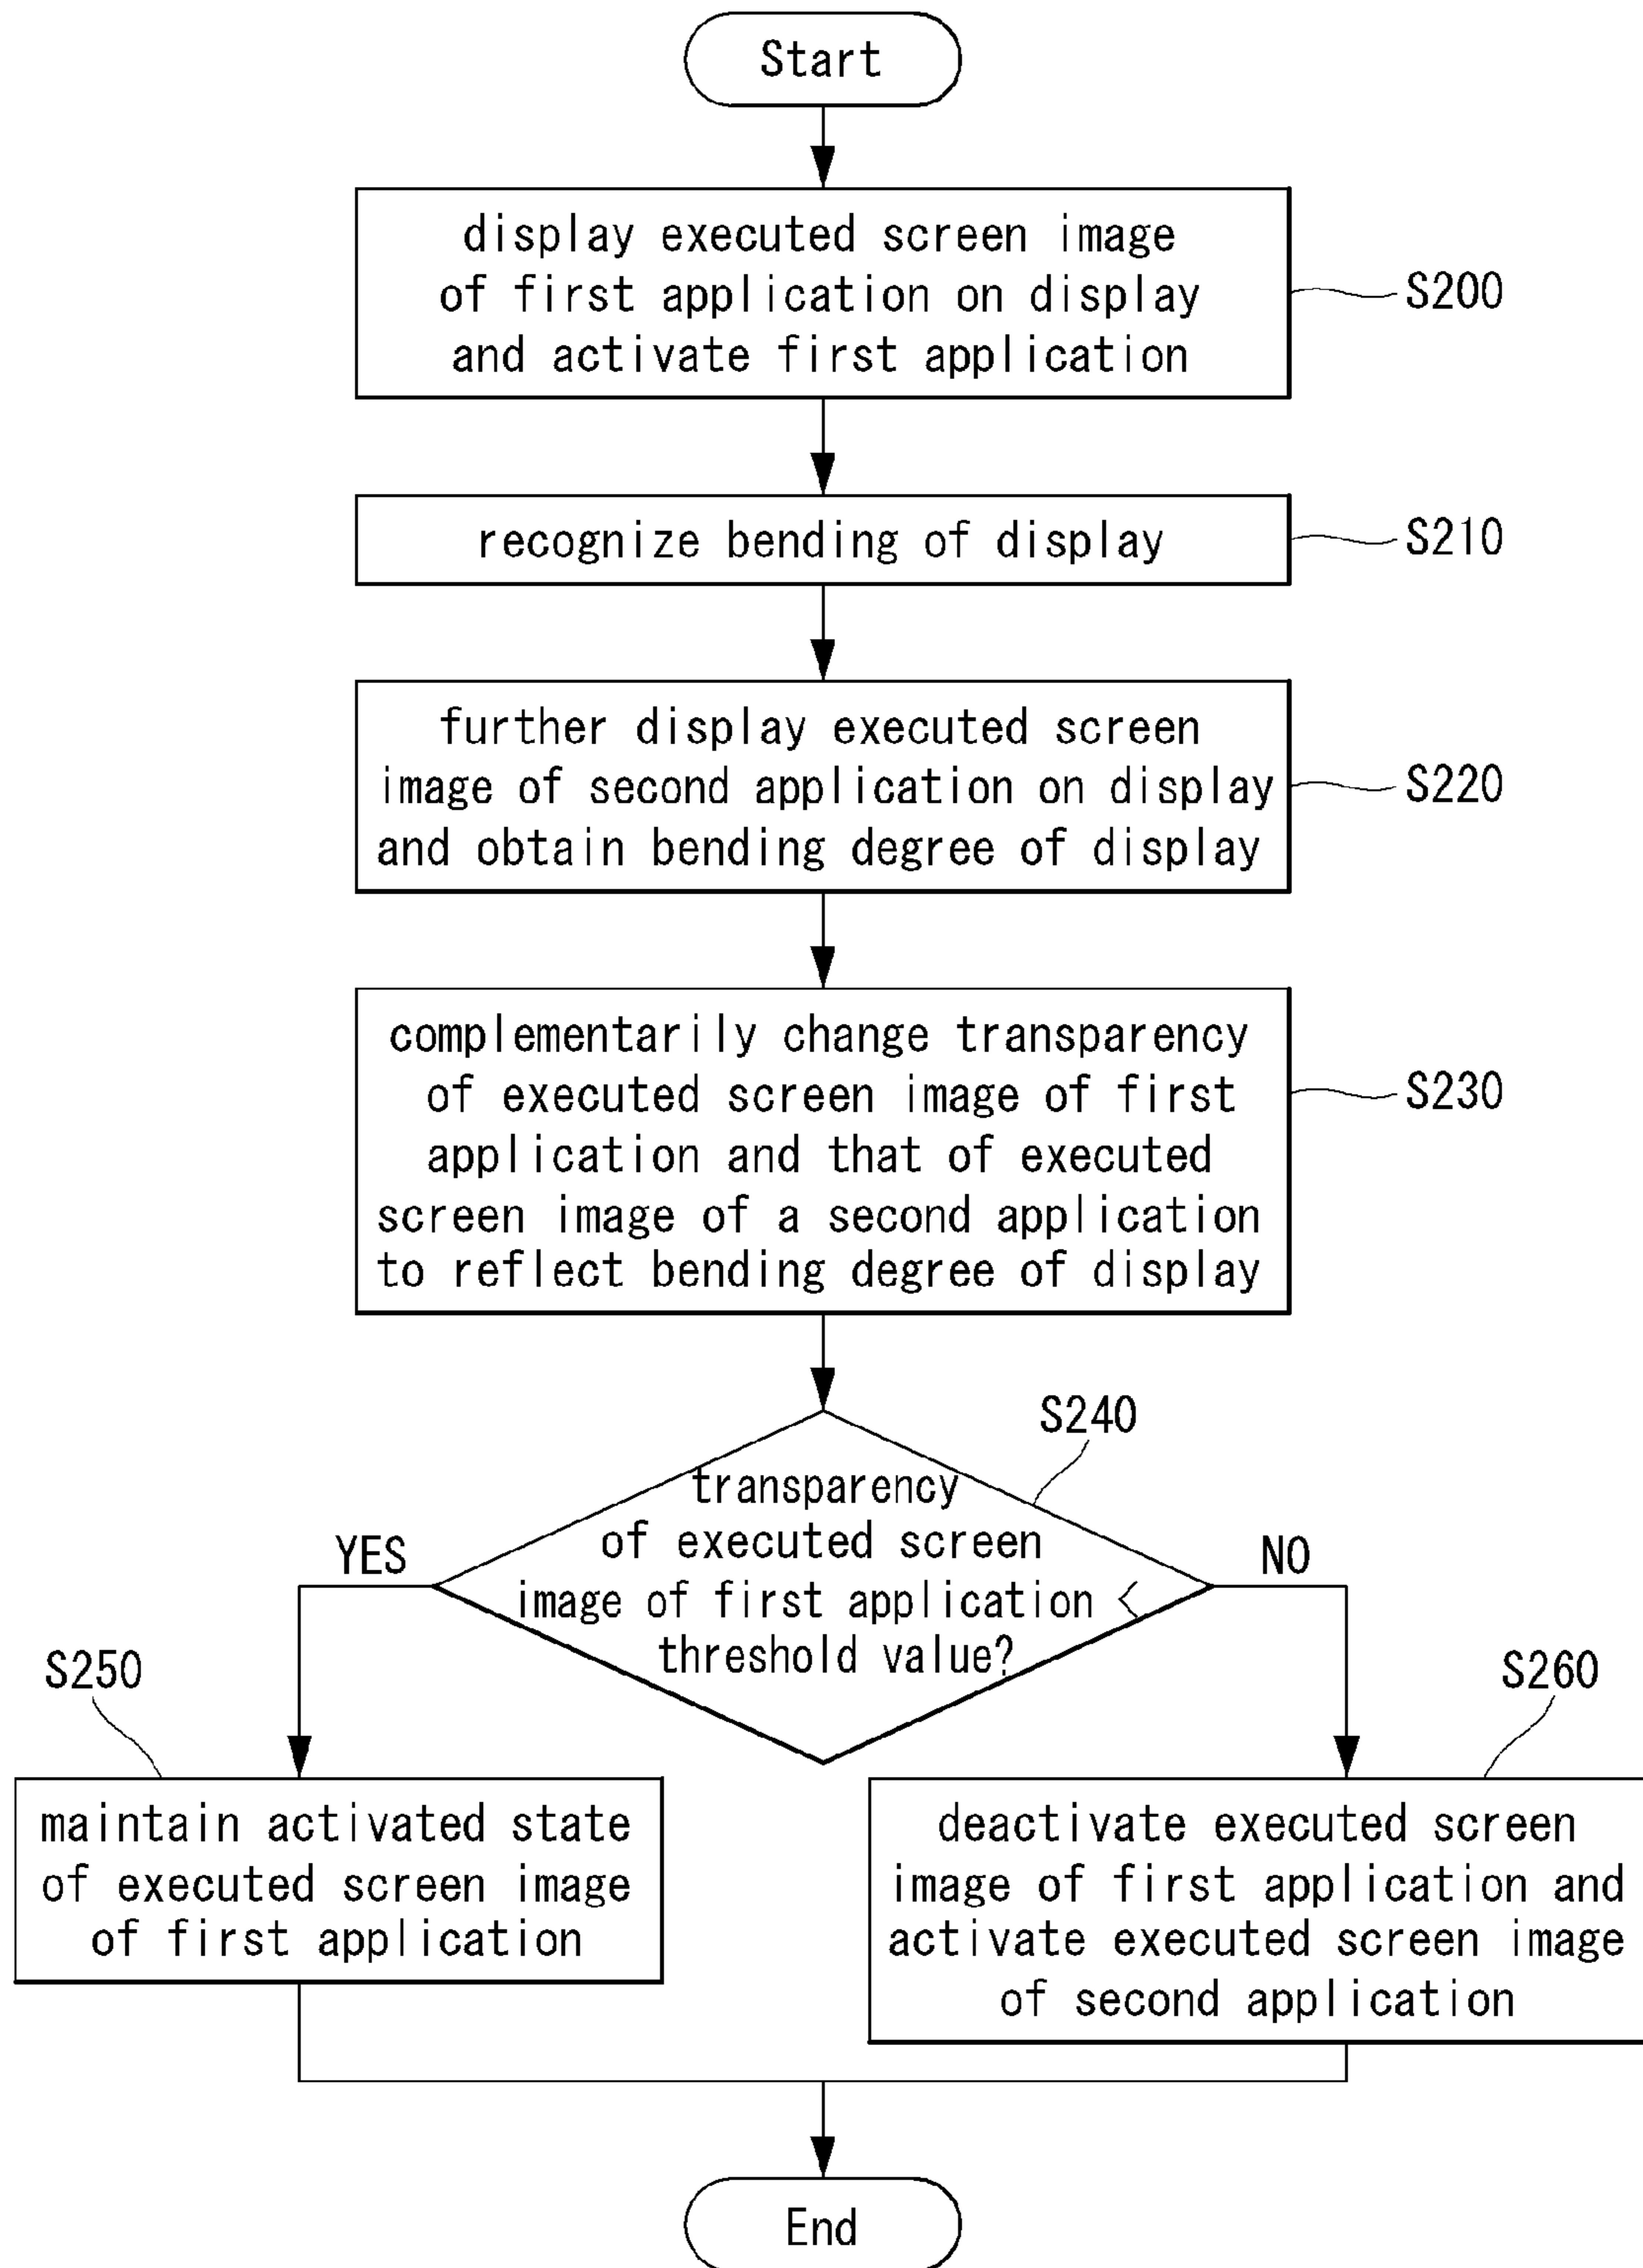 Start
display executed screen image
of first application on display
and activate first application
S200
recognize bending of display
S210
further display executed screen
image of second application on display
and obtain bending degree of display
S220
complementarily change transparency
of executed screen image of first
application and that of executed
screen image of a second application
to reflect bending degree of display
S230
S240
transparency
of executed screen
image of first application <
threshold value?
YES
NO
S250
maintain activated state
of executed screen image
of first application
S260
deactivate executed screen
image of first application and
activate executed screen image
of second application
End